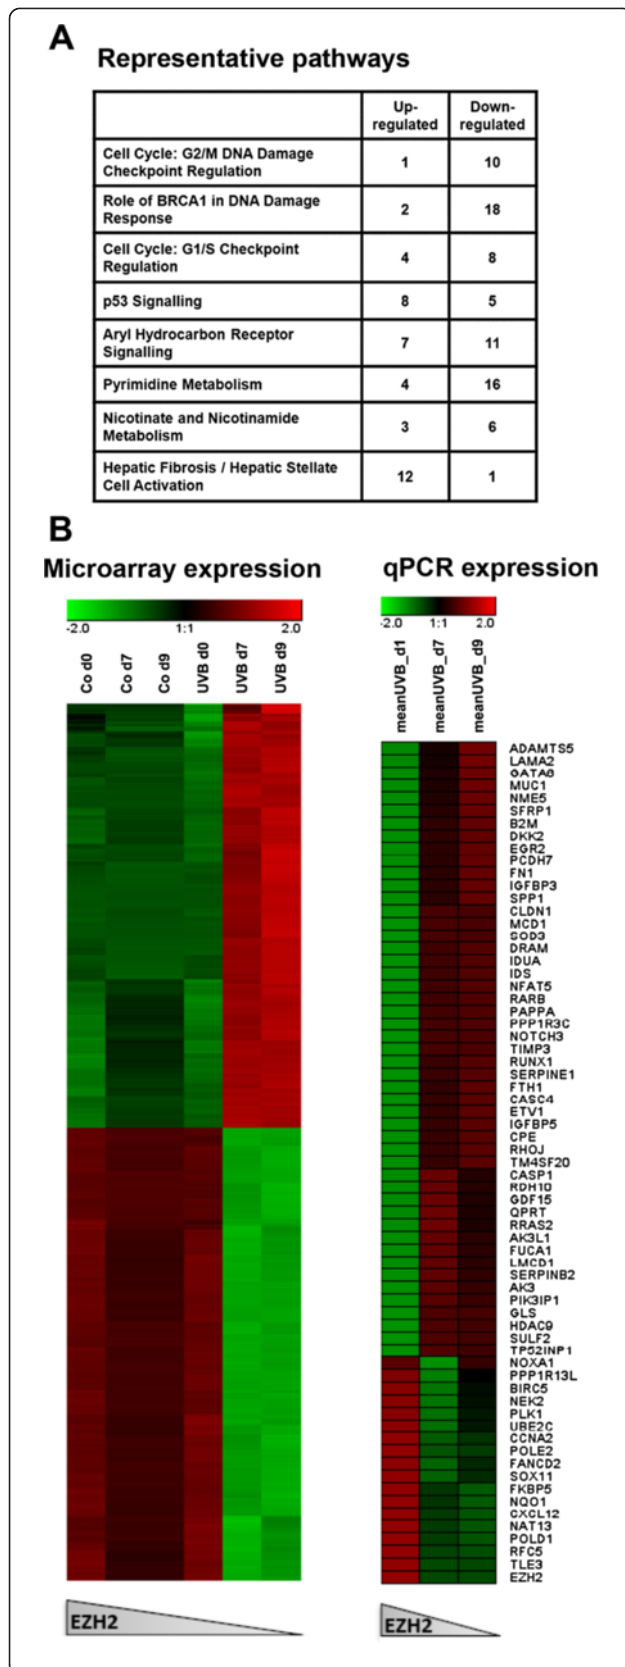 A
Representative pathways
Up-
regulated
Down-
regulated
Cell Cycle: G2/M DNA Damage
Checkpoint Regulation
1
10
Role of BRCA1 in DNA Damage
Response
2
18
Cell Cycle: G1/S Checkpoint
Regulation
4
8
p53 Signalling
8
5
Aryl Hydrocarbon Receptor
Signalling
7
11
Pyrimidine Metabolism
4
16
Nicotinate and Nicotinamide
Metabolism
3
6
Hepatic Fibrosis / Hepatic Stellate
Cell Activation
12
1
B
Microarray expression
-2.0
1:1
2.0
Co d0
Co d7
Co d9
UVB d0
UVB d7
UVB d9
EZH2
qPCR expression
-2.0
1:1
2.0
meanUVB_d1
meanUVB_d7
meanUVB_d9
ADAMTS5
LAMA2
GATA6
MUC1
NME5
SFRP1
B2M
DKK2
EGR2
PCDH7
FN1
IGFBP3
SPP1
CLDN1
MCD1
SOD3
DRAM
IDUA
IDS
NFAT5
RARB
PAPPA
PPP1R3C
NOTCH3
TIMP3
RUNX1
SERPINE1
FTH1
CASC4
ETV1
IGFBP5
CPE
RHOJ
TM4SF20
CASP1
RDH10
GDF15
QPRT
RRAS2
AK3L1
FUCA1
LMCD1
SERPINB2
AK3
PIK3IP1
GLS
HDAC9
SULF2
TP52INP1
NOXA1
PPP1R13L
BIRC5
NEK2
PLK1
UBE2C
CCNA2
POLE2
FANCD2
SOX11
FKBP5
NQO1
CXCL12
NAT13
POLD1
RFC5
TLE3
EZH2
EZH2